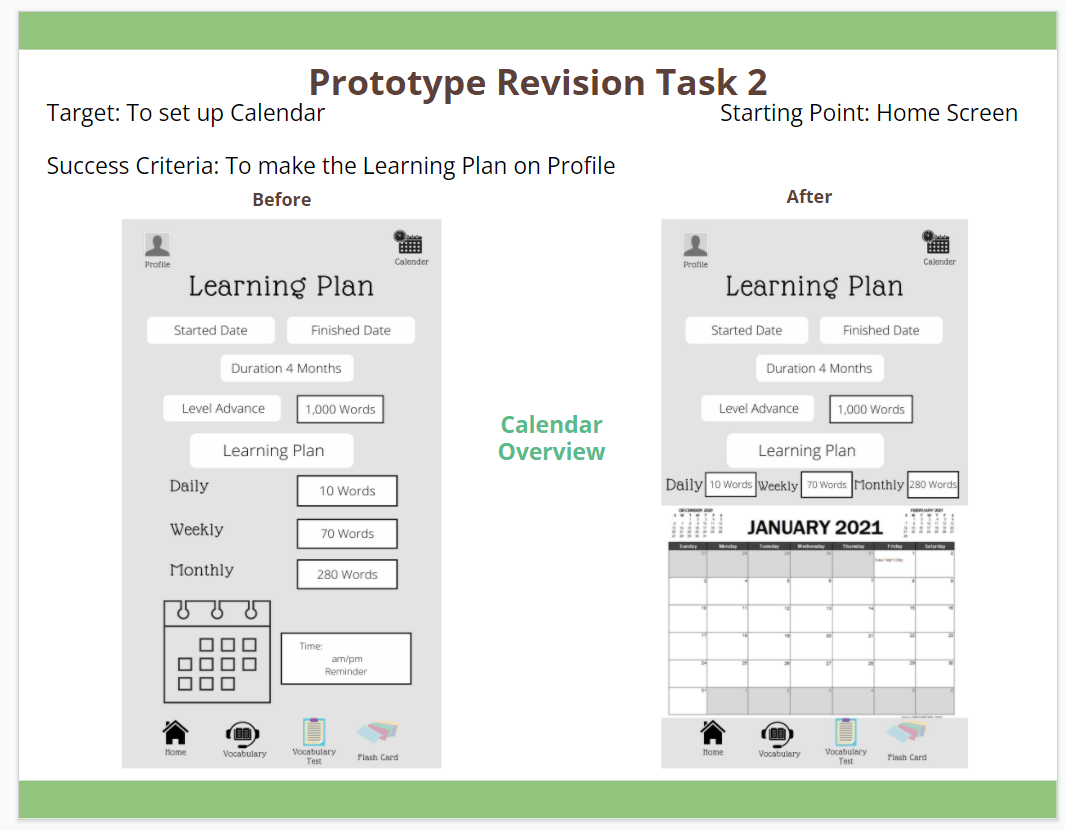 Prototype Revision Task 2
Target: To set up Calendar
Starting Point: Home Screen
Success Criteria: To make the Learning Plan on Profile
Before
Profile
Calender
Learning Plan
Started Date
Finished Date
Duration 4 Months
Level Advance
1,000 Words
Learning Plan
Daily
10 Words
Weekly
70 Words
Monthly
280 Words
Time:
am/pm
Reminder
Home
Vocabulary
Vocabulary
Test
Flash Card
Calendar
Overview
After
Profile
Calender
Learning Plan
Started Date
Finished Date
Duration 4 Months
Level Advance
1,000 Words
Learning Plan
Daily 10 Words Weekly 70 Words Monthly 280 Words
DECEMBER 2020
JANUARY 2021
FEBRUARY 2021
Sunday Monday Tuesday Wednesday Thursday Friday Saturday
1 2
New Year's Day
3 4 5 6 7 8 9
10 11 12 13 14 15 16
17 18 19 20 21 22 23
24 25 26 27 28 29 30
31 1 2 3 4 5 6
Home
Vocabulary
Vocabulary
Test
Flash Card